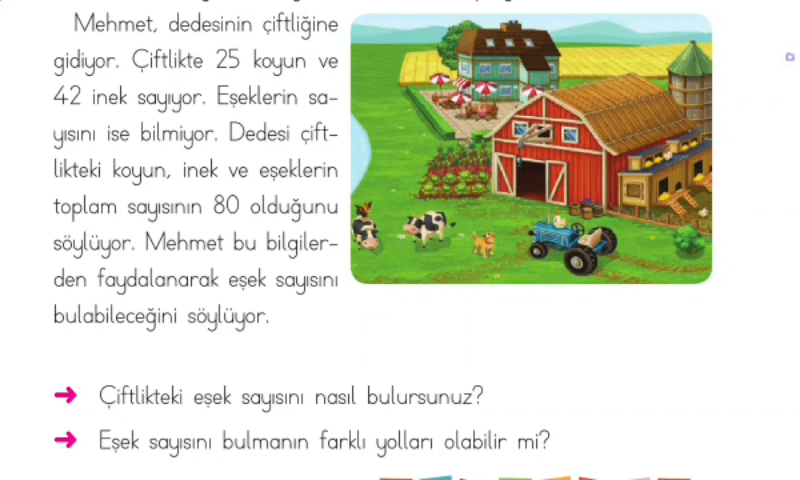 Mehmet, dedesinin çiftliğine
gidiyor. Çiftlikte 25 koyun ve
42 inek sayıyor. Eşeklerin sa-
yısını ise bilmiyor. Dedesi çift-
likteki koyun, inek ve eşeklerin
toplam sayısının 80 olduğunu
söylüyor. Mehmet bu bilgiler-
den faydalanarak eşek sayısını
bulabileceğini söylüyor.
➜ Çiftlikteki eşek sayısını nasıl bulursunuz?
➜ Eşek sayısını bulmanın farklı yolları olabilir mi?